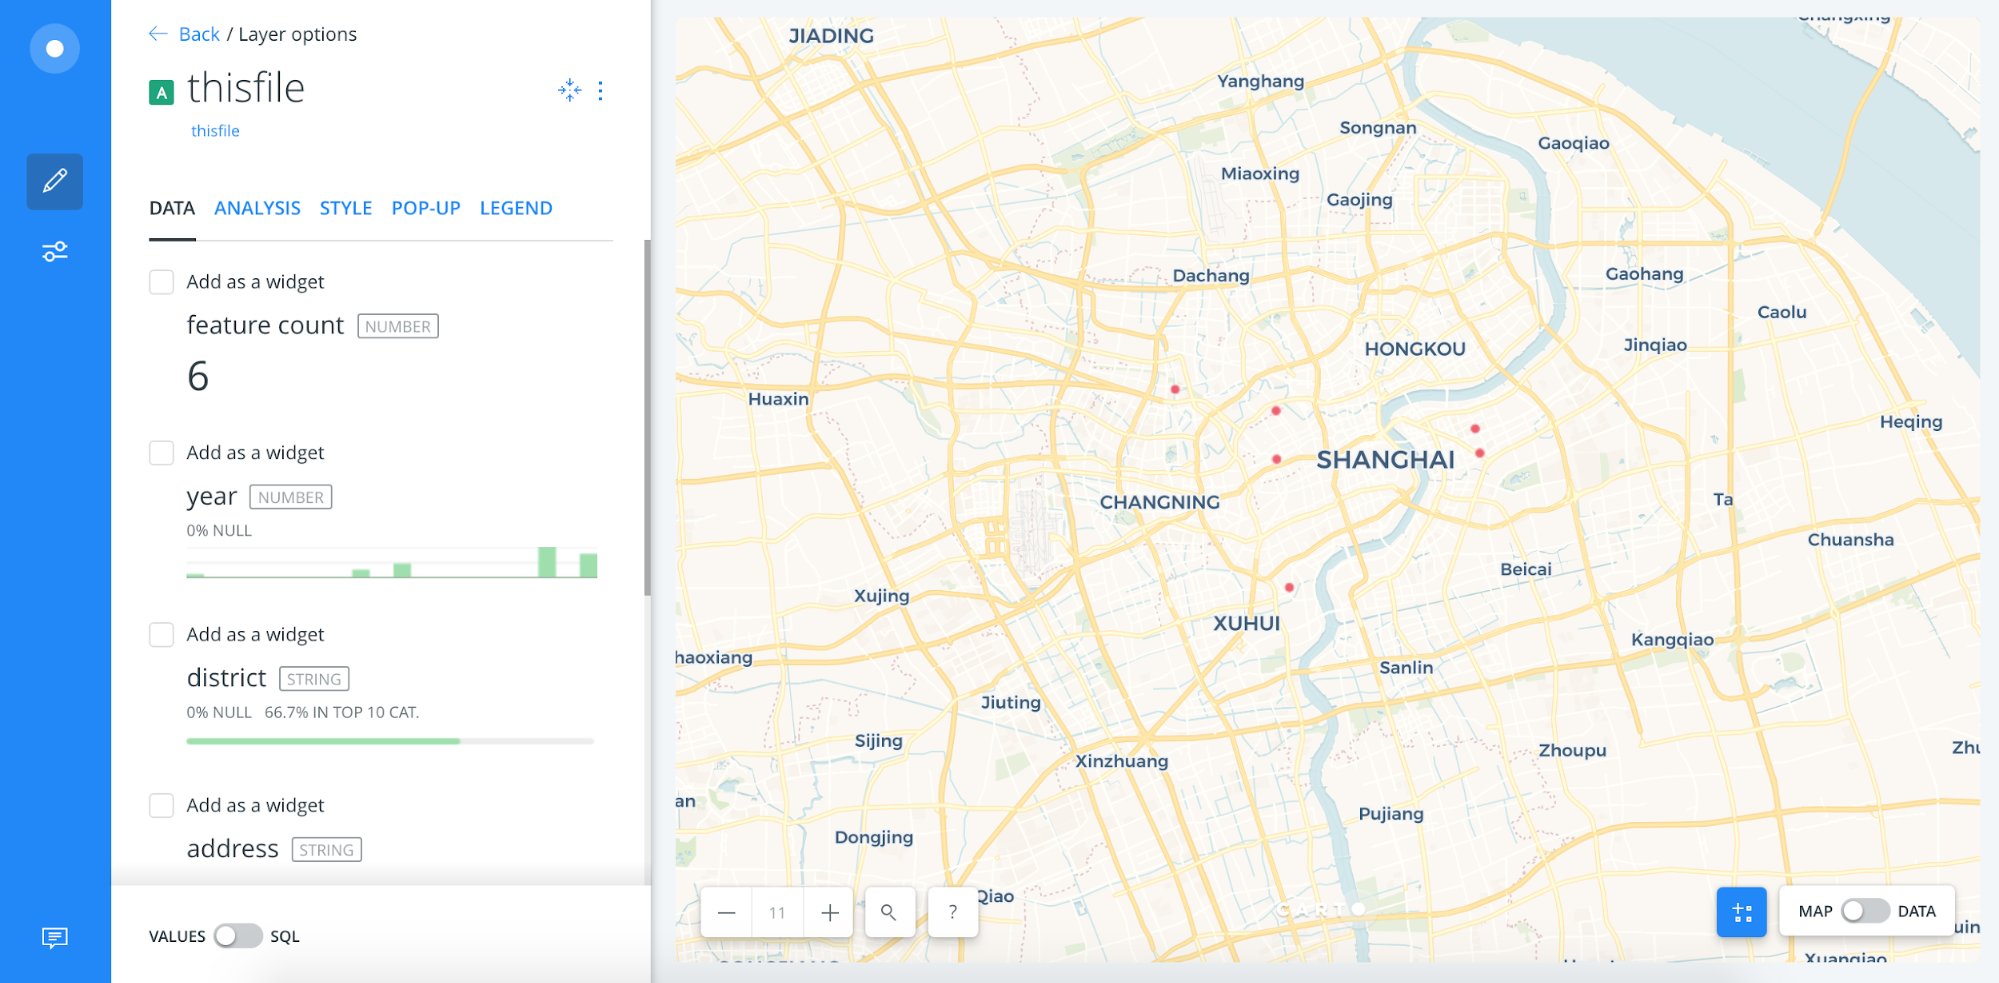 Back / Layer options
A thisfile
thisfile
DATA ANALYSIS STYLE POP-UP LEGEND
Add as a widget
feature count NUMBER
6
Add as a widget
year NUMBER
0% NULL
Add as a widget
district STRING
0% NULL 66.7% IN TOP 10 CAT.
Add as a widget
address STRING
VALUES SQL
JIADING
Yanghang
Songnan
Gaoqiao
Miaoxing
Gaojing
Dachang
Gaohang
Caolu
HONGKOU
Jinqiao
Huaxin
Heqing
SHANGHAI
CHANGNING
Ta
Chuansha
Beicai
Xujing
XUHUI
Kangqiao
haoxiang
Sanlin
Jiuting
Sijing
Zhoupu
Zhu
Xinzhuang
an
Pujiang
Dongjing
Qiao
11
?
CARTO
MAP DATA
uin
Xuanqiao